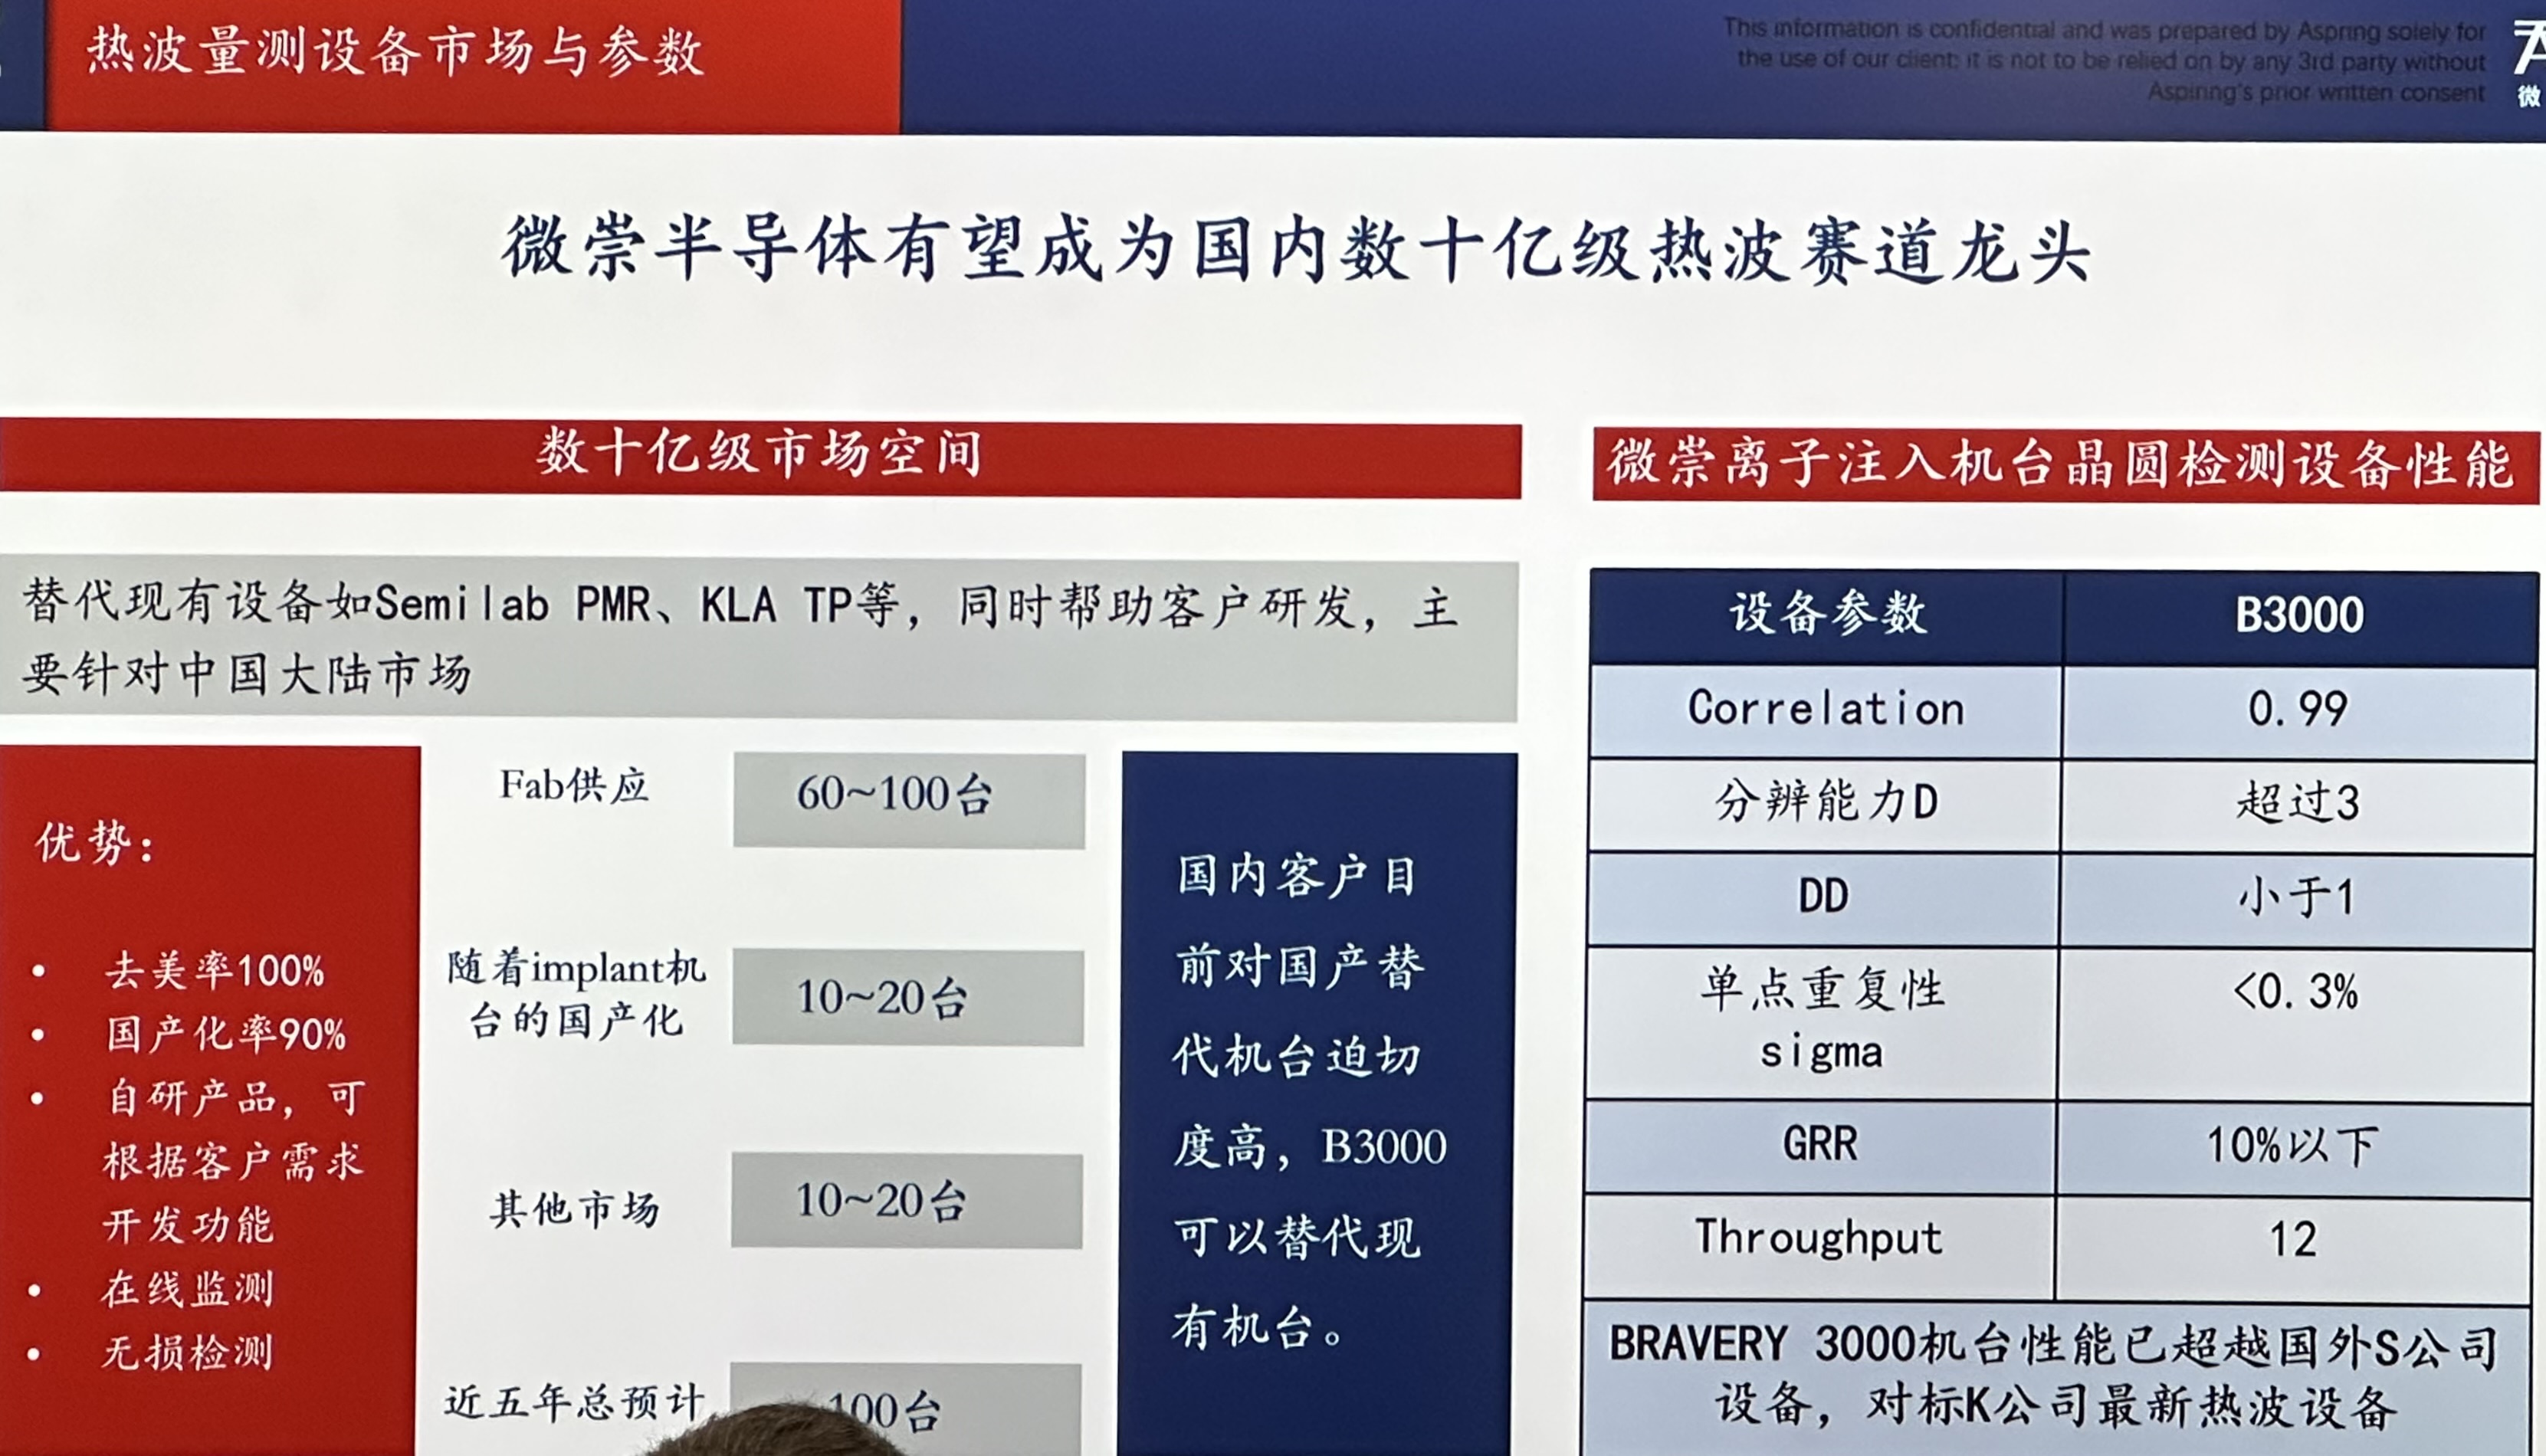 热波量测设备市场与参数
This information is confidential and was prepared by Aspiring solely for
the use of our client; it is not to be relied on by any 3rd party without
Aspiring's prior written consent
微
微崇半导体有望成为国内数十亿级热波赛道龙头
数十亿级市场空间
替代现有设备如Semilab PMR、KLA TP等，同时帮助客户研发，主
要针对中国大陆市场
优势：
• 去美率100%
• 国产化率90%
• 自研产品，可
根据客户需求
开发功能
• 在线监测
• 无损检测
Fab供应
60~100台
随着implant机
台的国产化
10~20台
其他市场
10~20台
近五年总预计
100台
国内客户目
前对国产替
代机台迫切
度高，B3000
可以替代现
有机台。
微崇离子注入机台晶圆检测设备性能
设备参数 B3000
Correlation 0.99
分辨能力D 超过3
DD 小于1
单点重复性 <0.3%
sigma
GRR 10%以下
Throughput 12
BRAVERY 3000机台性能已超越国外S公司
设备，对标K公司最新热波设备